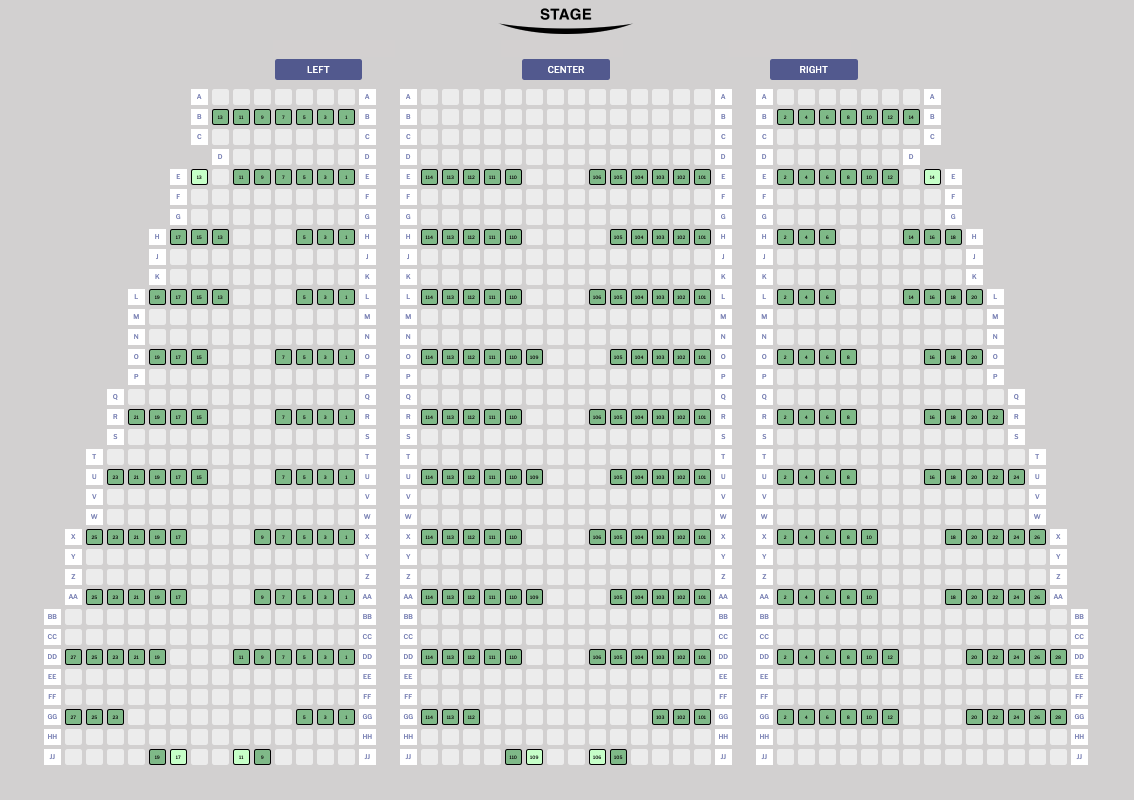 STAGE
LEFT CENTER RIGHT
A A A A A A
B 13 11 9 7 5 3 1 B B B B 2 4 6 8 10 12 14 B
C C C C C C
D D D D D D
E 13 11 9 7 5 3 1 E E 114 113 112 111 110 106 105 104 103 102 101 E E 2 4 6 8 10 12 14 E
F F F F F F
G G G G G G
H 17 15 13 5 3 1 H H 114 113 112 111 110 105 104 103 102 101 H H 2 4 6 14 16 18 H
J J J J J J
K K K K K K
L 19 17 15 13 5 3 1 L L 114 113 112 111 110 106 105 104 103 102 101 L L 2 4 6 14 16 18 20 L
M M M M M M
N N N N N N
O 19 17 15 7 5 3 1 O O 114 113 112 111 110 109 105 104 103 102 101 O O 2 4 6 8 16 18 20 O
P P P P P P
Q Q Q Q Q Q
R 21 19 17 15 7 5 3 1 R R 114 113 112 111 110 106 105 104 103 102 101 R R 2 4 6 8 16 18 20 22 R
S S S S S S
T T T T T T
U 23 21 19 17 15 7 5 3 1 U U 114 113 112 111 110 109 105 104 103 102 101 U U 2 4 6 8 16 18 20 22 24 U
V V V V V V
W W W W W W
X 25 23 21 19 17 9 7 5 3 1 X X 114 113 112 111 110 106 105 104 103 102 101 X X 2 4 6 8 10 18 20 22 24 26 X
Y Y Y Y Y Y
Z Z Z Z Z Z
AA 25 23 21 19 17 9 7 5 3 1 AA AA 114 113 112 111 110 109 105 104 103 102 101 AA AA 2 4 6 8 10 18 20 22 24 26 AA
BB BB BB BB BB BB
CC CC CC CC CC CC
DD 27 25 23 21 19 11 9 7 5 3 1 DD DD 114 113 112 111 110 106 105 104 103 102 101 DD DD 2 4 6 8 10 12 20 22 24 26 28 DD
EE EE EE EE EE EE
FF FF FF FF FF FF
GG 27 25 23 5 3 1 GG GG 114 113 112 103 102 101 GG GG 2 4 6 8 10 12 20 22 24 26 28 GG
HH HH HH HH HH HH
JJ 19 17 11 9 JJ JJ 110 109 106 105 JJ JJ JJ